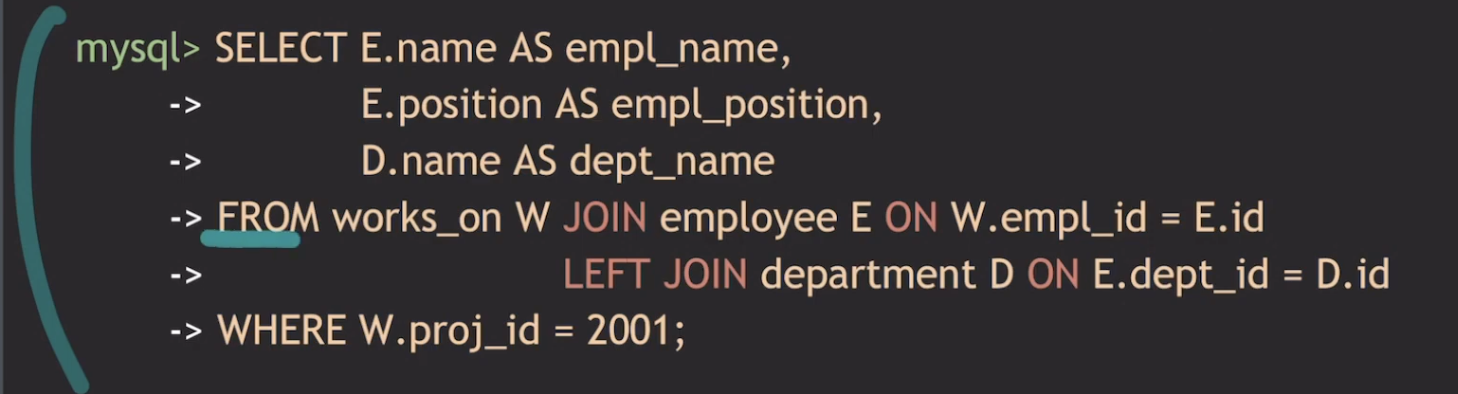 mysql> SELECT E.name AS empl_name,
-> E.position AS empl_position,
-> D.name AS dept_name
-> FROM works_on W JOIN employee E ON W.empl_id = E.id
-> LEFT JOIN department D ON E.dept_id = D.id
-> WHERE W.proj_id = 2001;